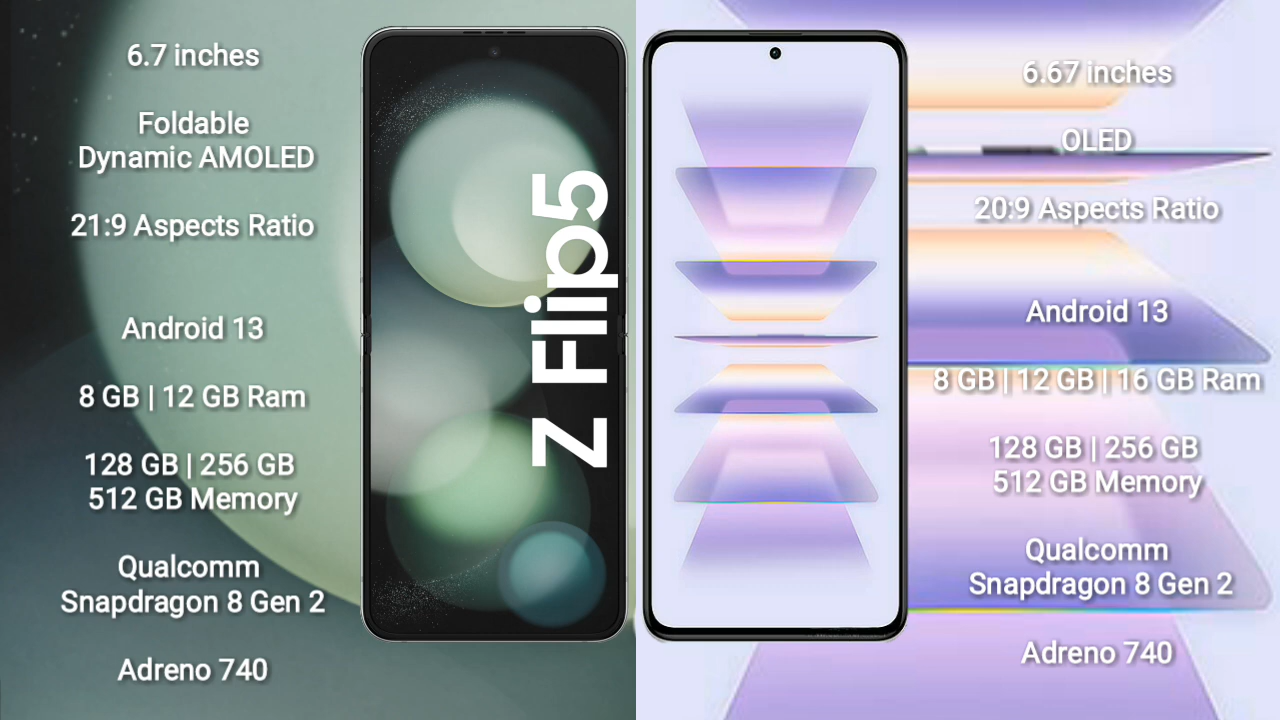 6.7 inches
Foldable
Dynamic AMOLED
21:9 Aspects Ratio
Android 13
8 GB | 12 GB Ram
128 GB | 256 GB
512 GB Memory
Qualcomm
Snapdragon 8 Gen 2
Adreno 740
Z Flip5
6.67 inches
OLED
20:9 Aspects Ratio
Android 13
8 GB | 12 GB | 16 GB Ram
128 GB | 256 GB
512 GB Memory
Qualcomm
Snapdragon 8 Gen 2
Adreno 740